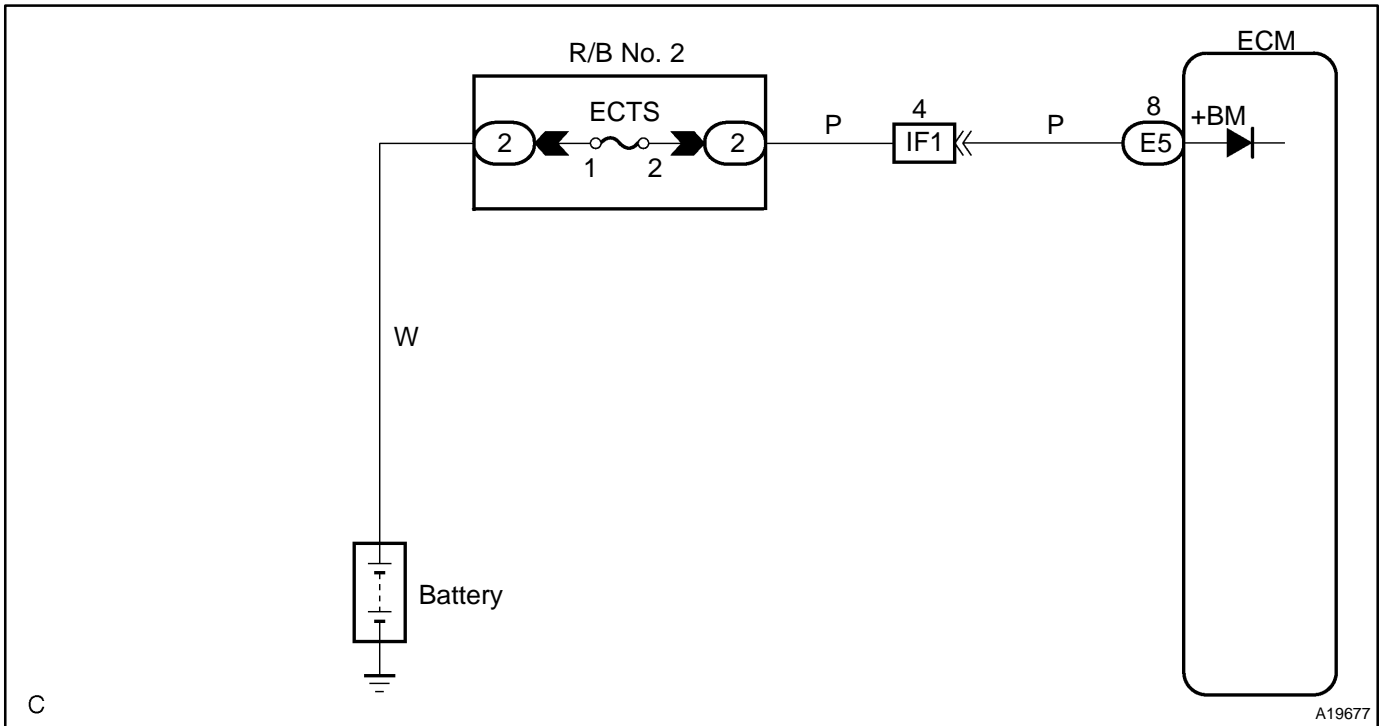 ECM
R/B No. 2
ECTS
4
8
+BM
2
2
P
IF1
P
E5
1 2
W
Battery
C
A19677